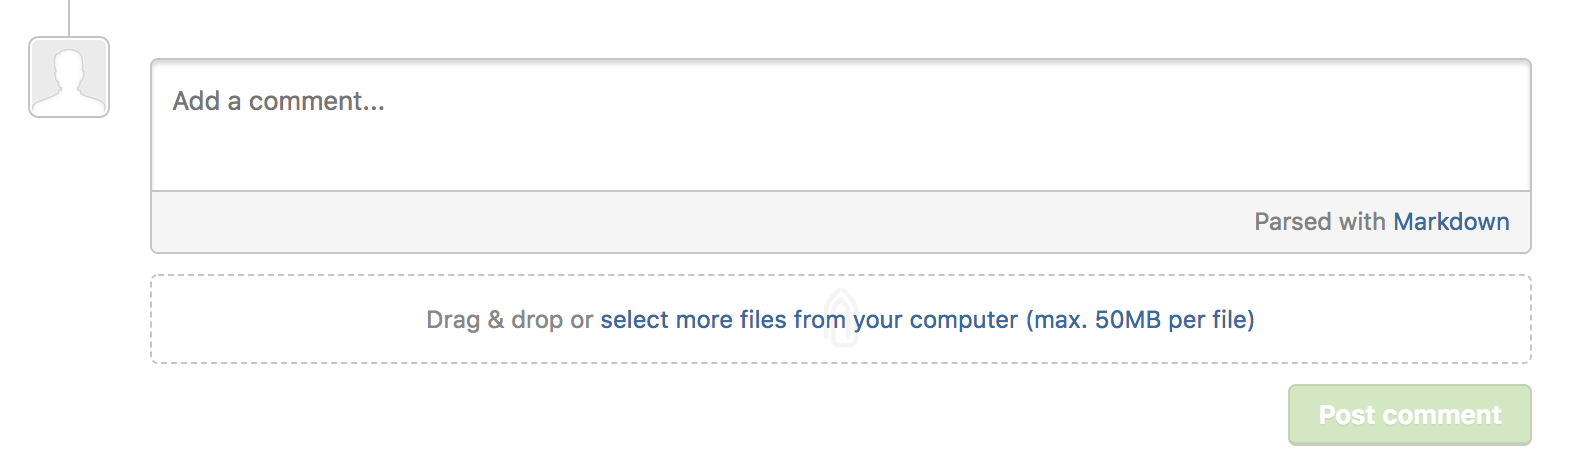 Add a comment...
Parsed with Markdown
Drag & drop or select more files from your computer (max. 50MB per file)
Post comment